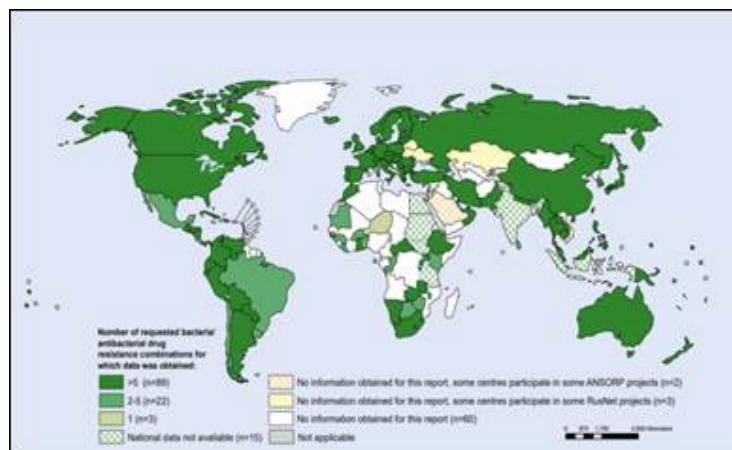 Number of requested bacterial/
antibacterial drug
resistance combinations for
which data was obtained:
>5 (n=89)
2-5 (n=22)
1 (n=3)
National data not available (n=15)
No information obtained for this report, some centres participate in some ANSORP projects (n=2)
No information obtained for this report, some centres participate in some RusNet projects (n=3)
No information obtained for this report (n=60)
Not applicable